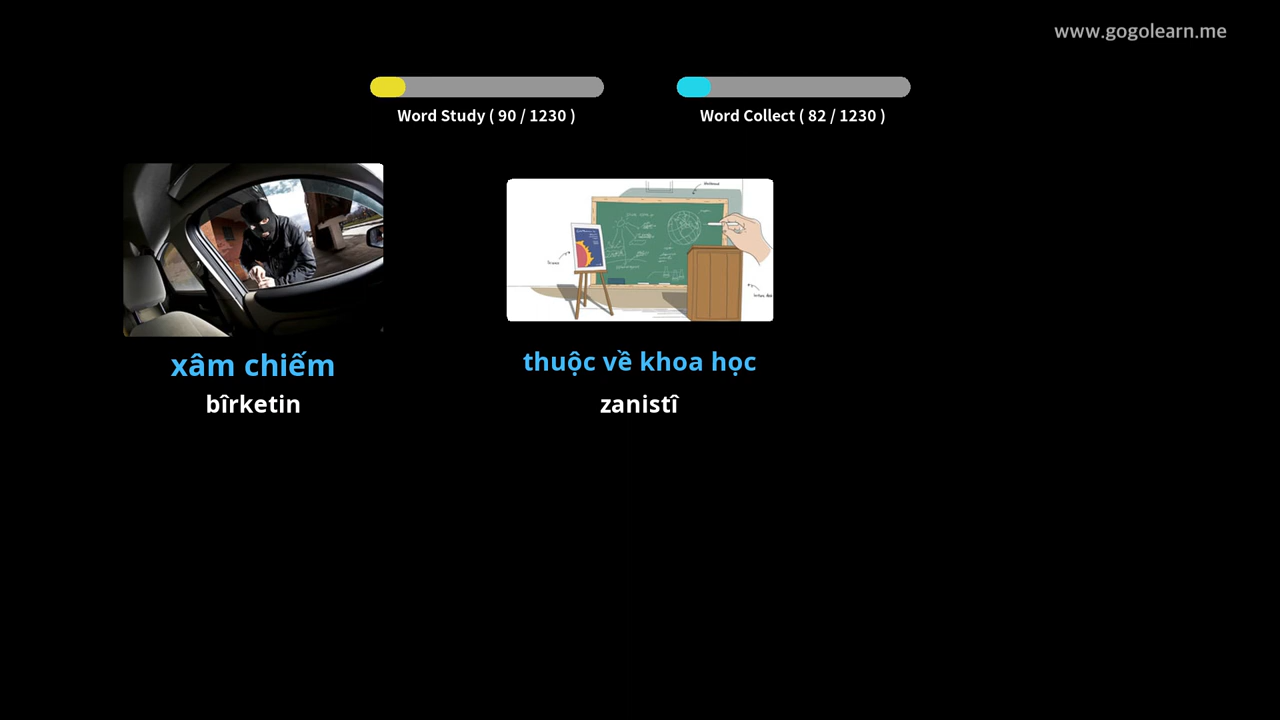 www.gogolearn.me
Word Study ( 90 / 1230 )
Word Collect ( 82 / 1230 )
xâm chiếm
bîrketin
thuộc về khoa học
zanistî